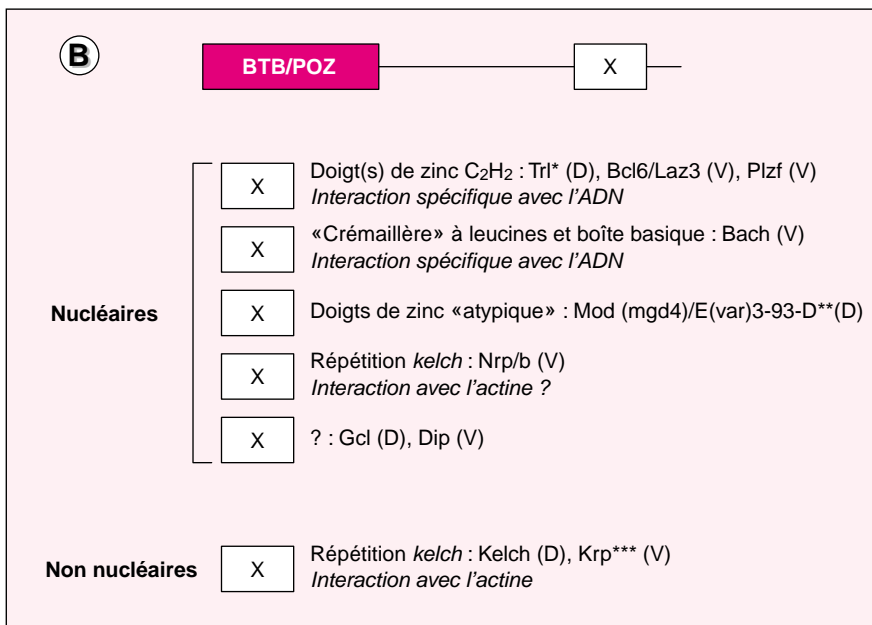 B
BTB/POZ X
X Doigt(s) de zinc C2H2 : Trl* (D), Bcl6/Laz3 (V), Plzf (V)
Interaction spécifique avec l'ADN
X «Crémaillère» à leucines et boîte basique : Bach (V)
Interaction spécifique avec l'ADN
Nucléaires
X Doigts de zinc «atypique» : Mod (mgd4)/E(var)3-93-D**(D)
X Répétition kelch : Nrp/b (V)
Interaction avec l'actine ?
X ? : Gcl (D), Dip (V)
Non nucléaires
X Répétition kelch : Kelch (D), Krp*** (V)
Interaction avec l'actine